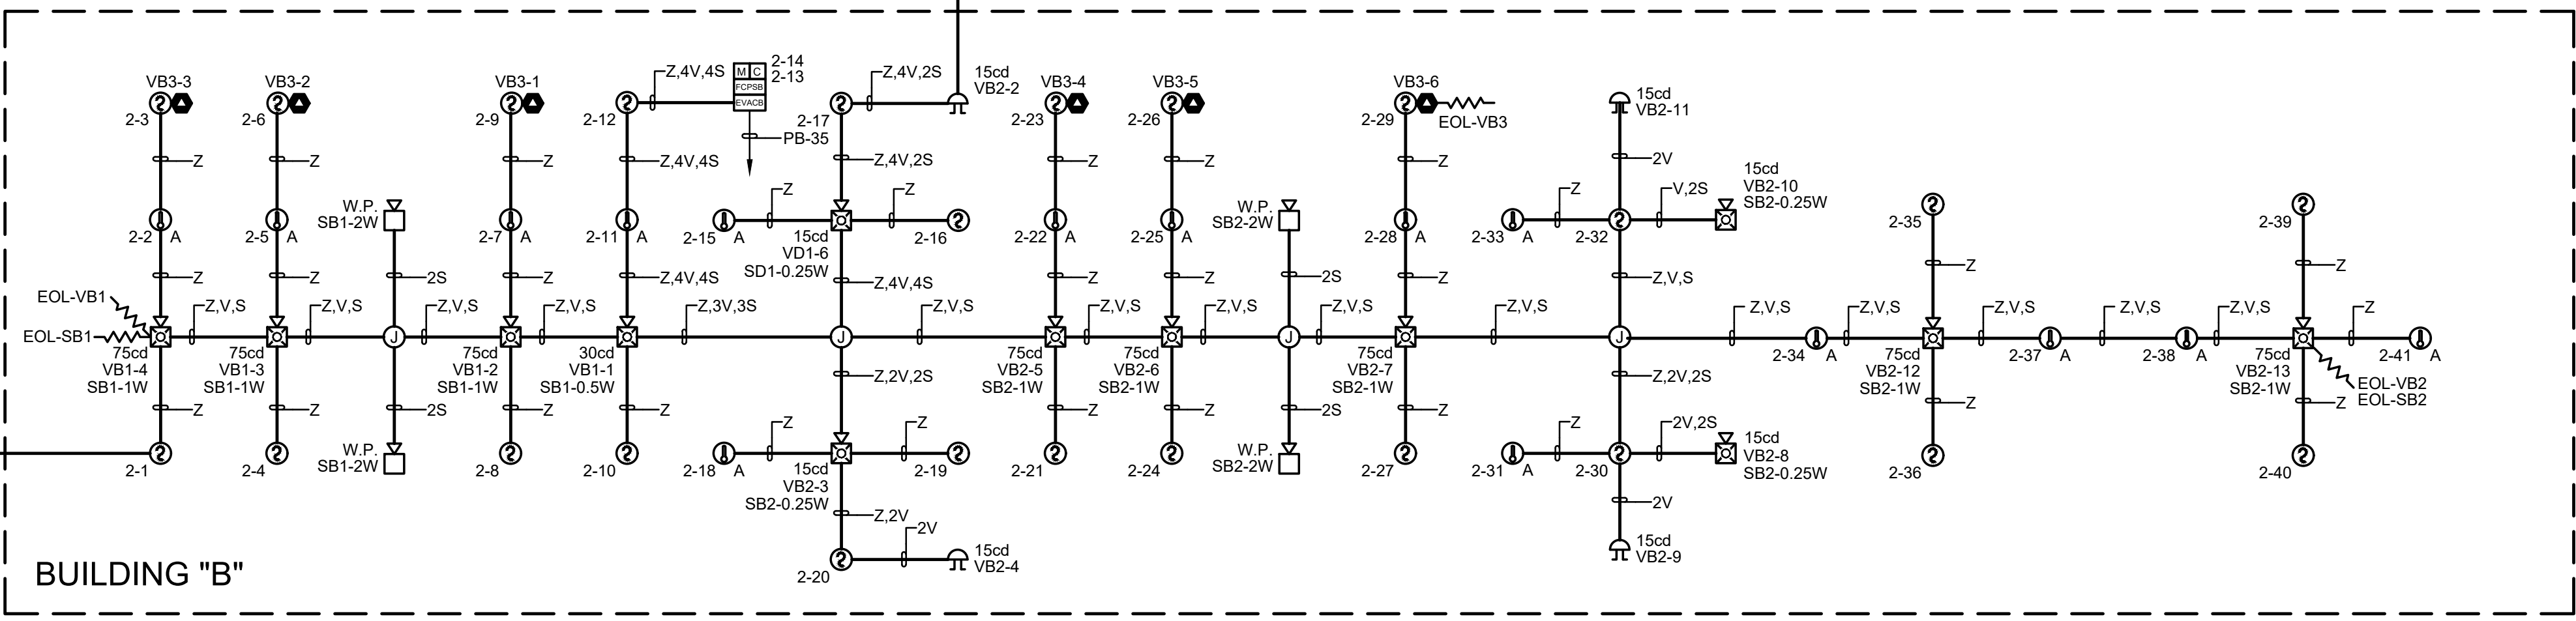 15cd
VB2-2
Z,4V,4S
M C
FCPSB
EVACB
2-14
2-13
Z,4V,2S
VB3-3
VB3-2
VB3-1
VB3-4
VB3-5
VB3-6
15cd
VB2-11
2-3
2-6
2-9
2-12
2-17
2-23
2-26
2-29
EOL-VB3
PB-35
Z
Z
Z
Z,4V,4S
Z,4V,2S
Z
Z
Z
2V
15cd
VB2-10
SB2-0.25W
Z
Z
Z
V,2S
W.P.
SB1-2W
W.P.
SB2-2W
2-2 A
2-5 A
2-7 A
2-11 A
2-15 A
15cd
VD1-6
SD1-0.25W
2-16
2-22 A
2-25 A
2-28 A
2-33 A
2-32
2-35
2-39
Z
Z
2S
Z
Z,4V,4S
Z,4V,4S
Z
Z
2S
Z
Z,V,S
Z
Z
EOL-VB1
EOL-SB1
Z,V,S
Z,V,S
J
Z,V,S
Z,V,S
Z,3V,3S
J
Z,V,S
Z,V,S
Z,V,S
J
Z,V,S
Z,V,S
J
Z,V,S
Z,V,S
Z,V,S
Z,V,S
Z,V,S
Z
75cd
VB1-4
SB1-1W
75cd
VB1-3
SB1-1W
75cd
VB1-2
SB1-1W
30cd
VB1-1
SB1-0.5W
Z,2V,2S
75cd
VB2-5
SB2-1W
75cd
VB2-6
SB2-1W
75cd
VB2-7
SB2-1W
Z,2V,2S
2-34 A
75cd
VB2-12
SB2-1W
2-37 A
2-38 A
75cd
VB2-13
SB2-1W
2-41 A
EOL-VB2
EOL-SB2
Z
Z
2S
Z
Z
Z
Z
Z
Z
2S
Z
Z
2V,2S
Z
Z
2-1
2-4
W.P.
SB1-2W
2-8
2-10
2-18 A
15cd
VB2-3
SB2-0.25W
2-19
2-21
2-24
W.P.
SB2-2W
2-27
2-31 A
2-30
15cd
VB2-8
SB2-0.25W
2-36
2-40
Z,2V
2V
2V
2-20
15cd
VB2-4
15cd
VB2-9
BUILDING "B"